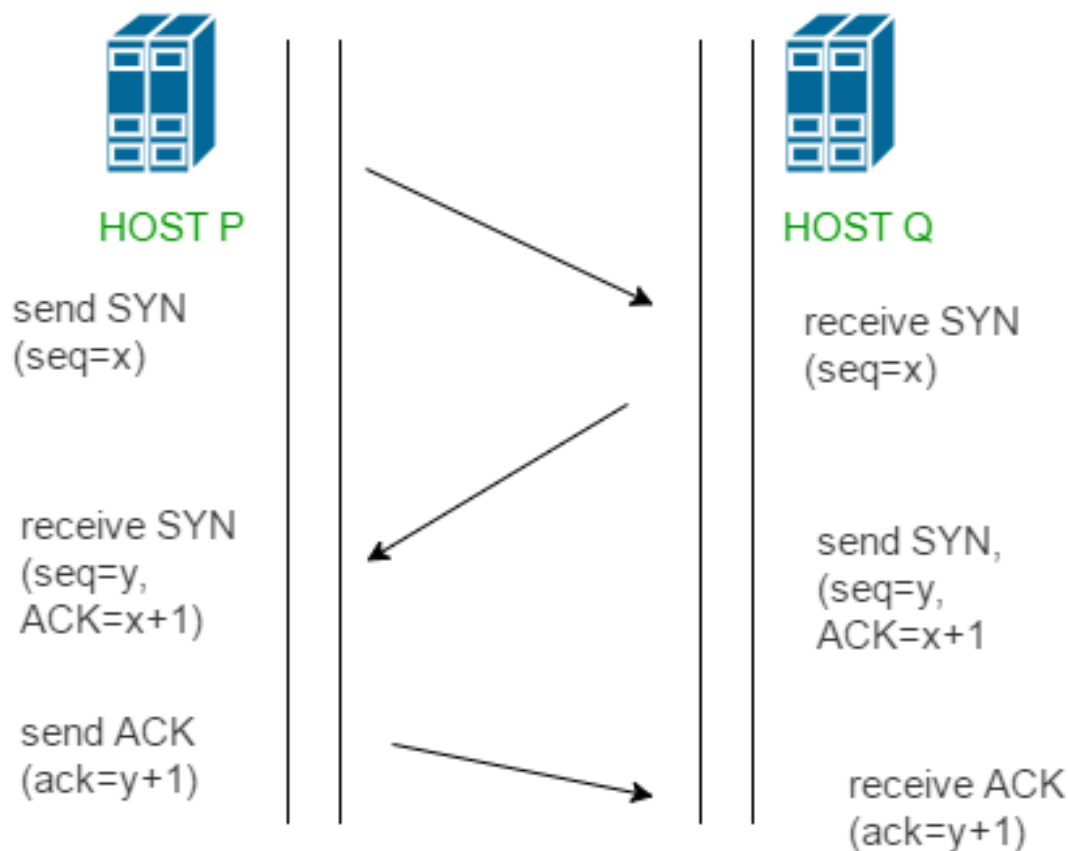 HOST P
HOST Q
send SYN
(seq=x)
receive SYN
(seq=x)
receive SYN
(seq=y,
ACK=x+1)
send SYN,
(seq=y,
ACK=x+1
send ACK
(ack=y+1)
receive ACK
(ack=y+1)